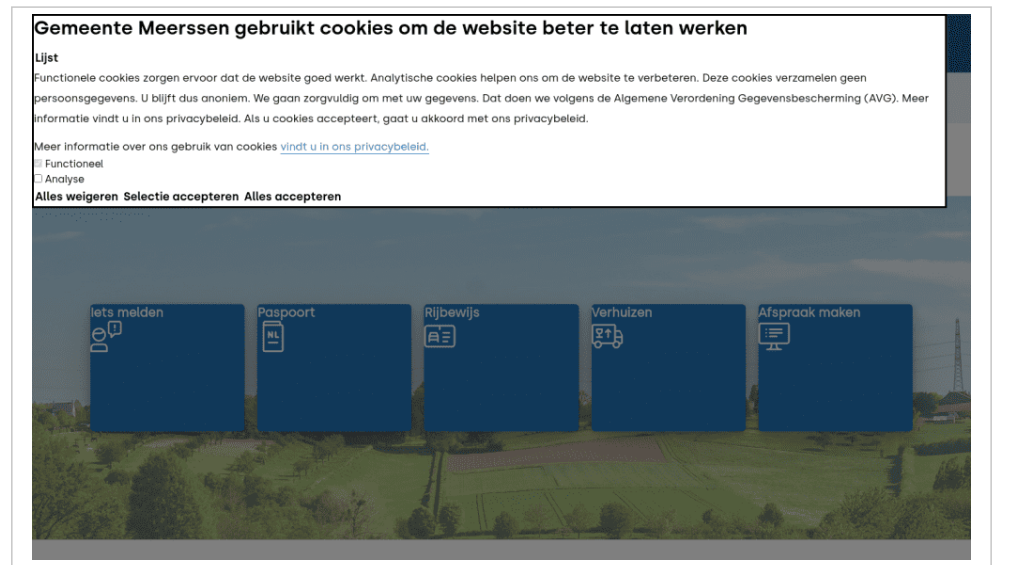 Gemeente Meerssen gebruikt cookies om de website beter te laten werken
Lijst
Functionele cookies zorgen ervoor dat de website goed werkt. Analytische cookies helpen ons om de website te verbeteren. Deze cookies verzamelen geen
persoonsgegevens. U blijft dus anoniem. We gaan zorgvuldig om met uw gegevens. Dat doen we volgens de Algemene Verordening Gegevensbescherming (AVG). Meer
informatie vindt u in ons privacybeleid. Als u cookies accepteert, gaat u akkoord met ons privacybeleid.
Meer informatie over ons gebruik van cookies vindt u in ons privacybeleid.
Functioneel
Analyse
Alles weigeren Selectie accepteren Alles accepteren
Iets melden Paspoort Rijbewijs Verhuizen Afspraak maken
NL